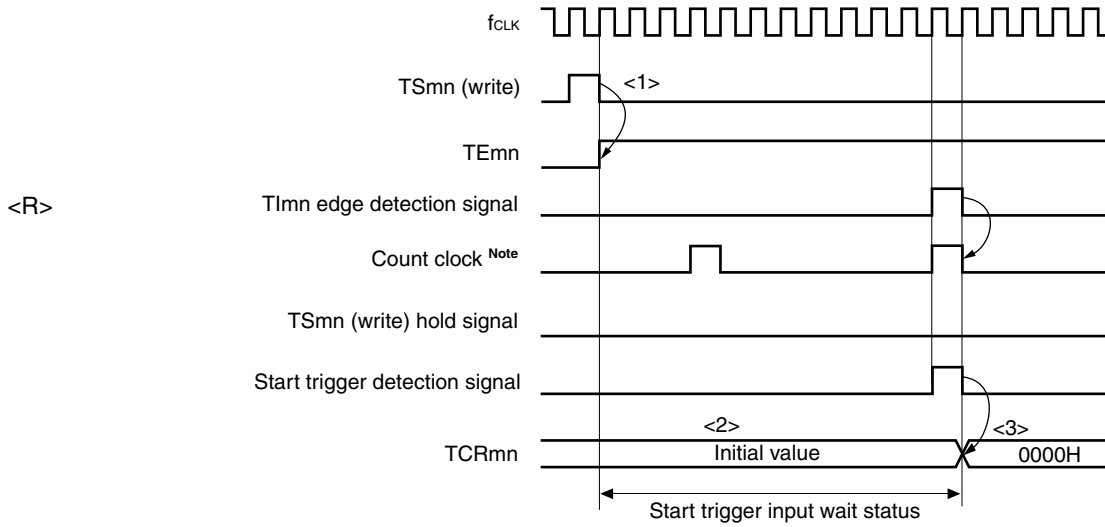 fCLK
TSmn (write)
<1>
TEmn
<R>
TImn edge detection signal
Count clock Note
TSmn (write) hold signal
Start trigger detection signal
<2>
<3>
TCRmn
Initial value
0000H
Start trigger input wait status